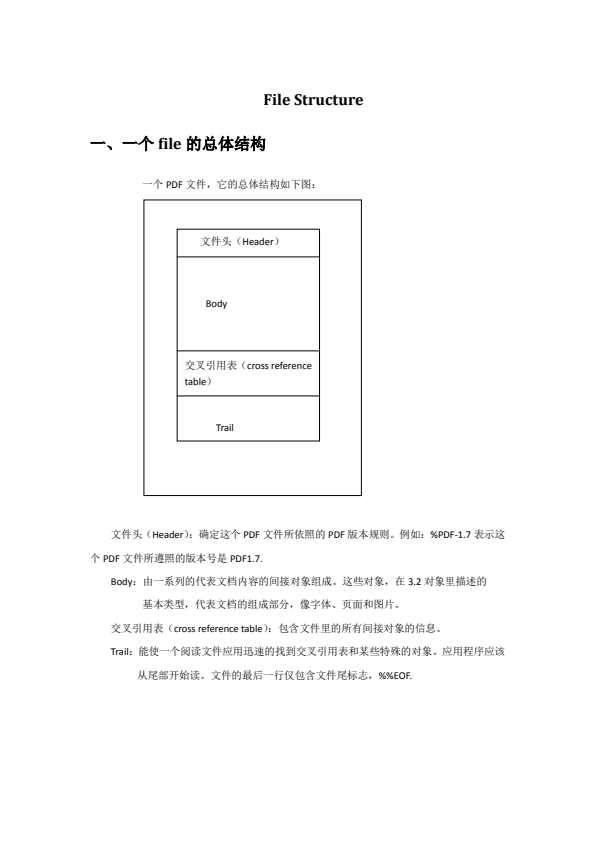 File Structure
一、一个 file 的总体结构
一个 PDF 文件，它的总体结构如下图：
文件头（Header）
Body
交叉引用表（cross reference
table）
Trail
文件头（Header）：确定这个 PDF 文件所依照的 PDF 版本规则。例如：%PDF-1.7 表示这
个 PDF 文件所遵照的版本号是 PDF1.7.
Body：由一系列的代表文档内容的间接对象组成。这些对象，在 3.2 对象里描述的
基本类型，代表文档的组成部分，像字体、页面和图片。
交叉引用表（cross reference table）：包含文件里的所有间接对象的信息。
Trail：能使一个阅读文件应用迅速的找到交叉引用表和某些特殊的对象。应用程序应该
从尾部开始读。文件的最后一行仅包含文件尾标志，%%EOF.